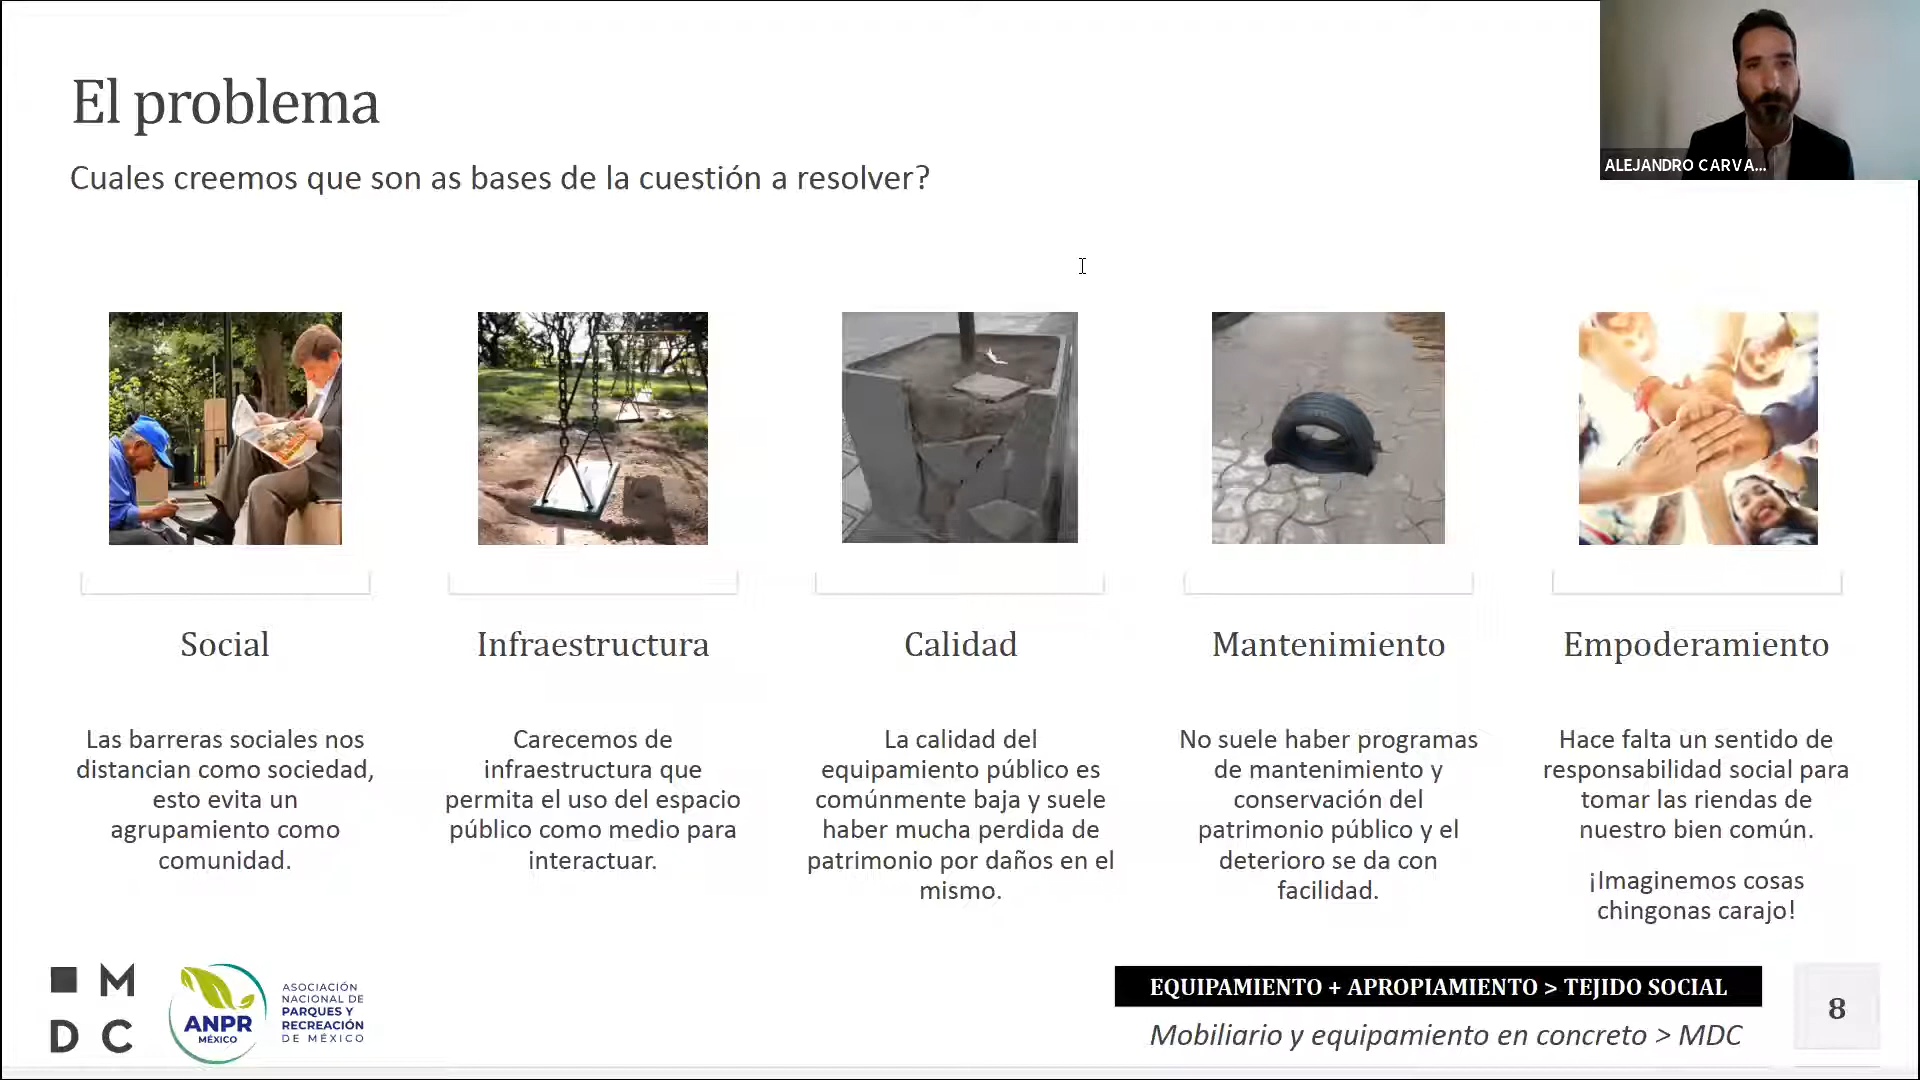 El problema
Cuales creemos que son as bases de la cuestión a resolver?
ALEJANDRO CARVA...
Social
Las barreras sociales nos
distancian como sociedad,
esto evita un
agrupamiento como
comunidad.
Infraestructura
Carecemos de
infraestructura que
permita el uso del espacio
público como medio para
interactuar.
Calidad
La calidad del
equipamiento público es
comúnmente baja y suele
haber mucha perdida de
patrimonio por daños en el
mismo.
Mantenimiento
No suele haber programas
de mantenimiento y
conservación del
patrimonio público y el
deterioro se da con
facilidad.
Empoderamiento
Hace falta un sentido de
responsabilidad social para
tomar las riendas de
nuestro bien común.
¡Imaginemos cosas
chingonas carajo!
M
D C
ANPR
MÉXICO
ASOCIACIÓN
NACIONAL DE
PARQUES Y
RECREACIÓN
DE MÉXICO
EQUIPAMIENTO + APROPIAMIENTO > TEJIDO SOCIAL
Mobiliario y equipamiento en concreto > MDC
8